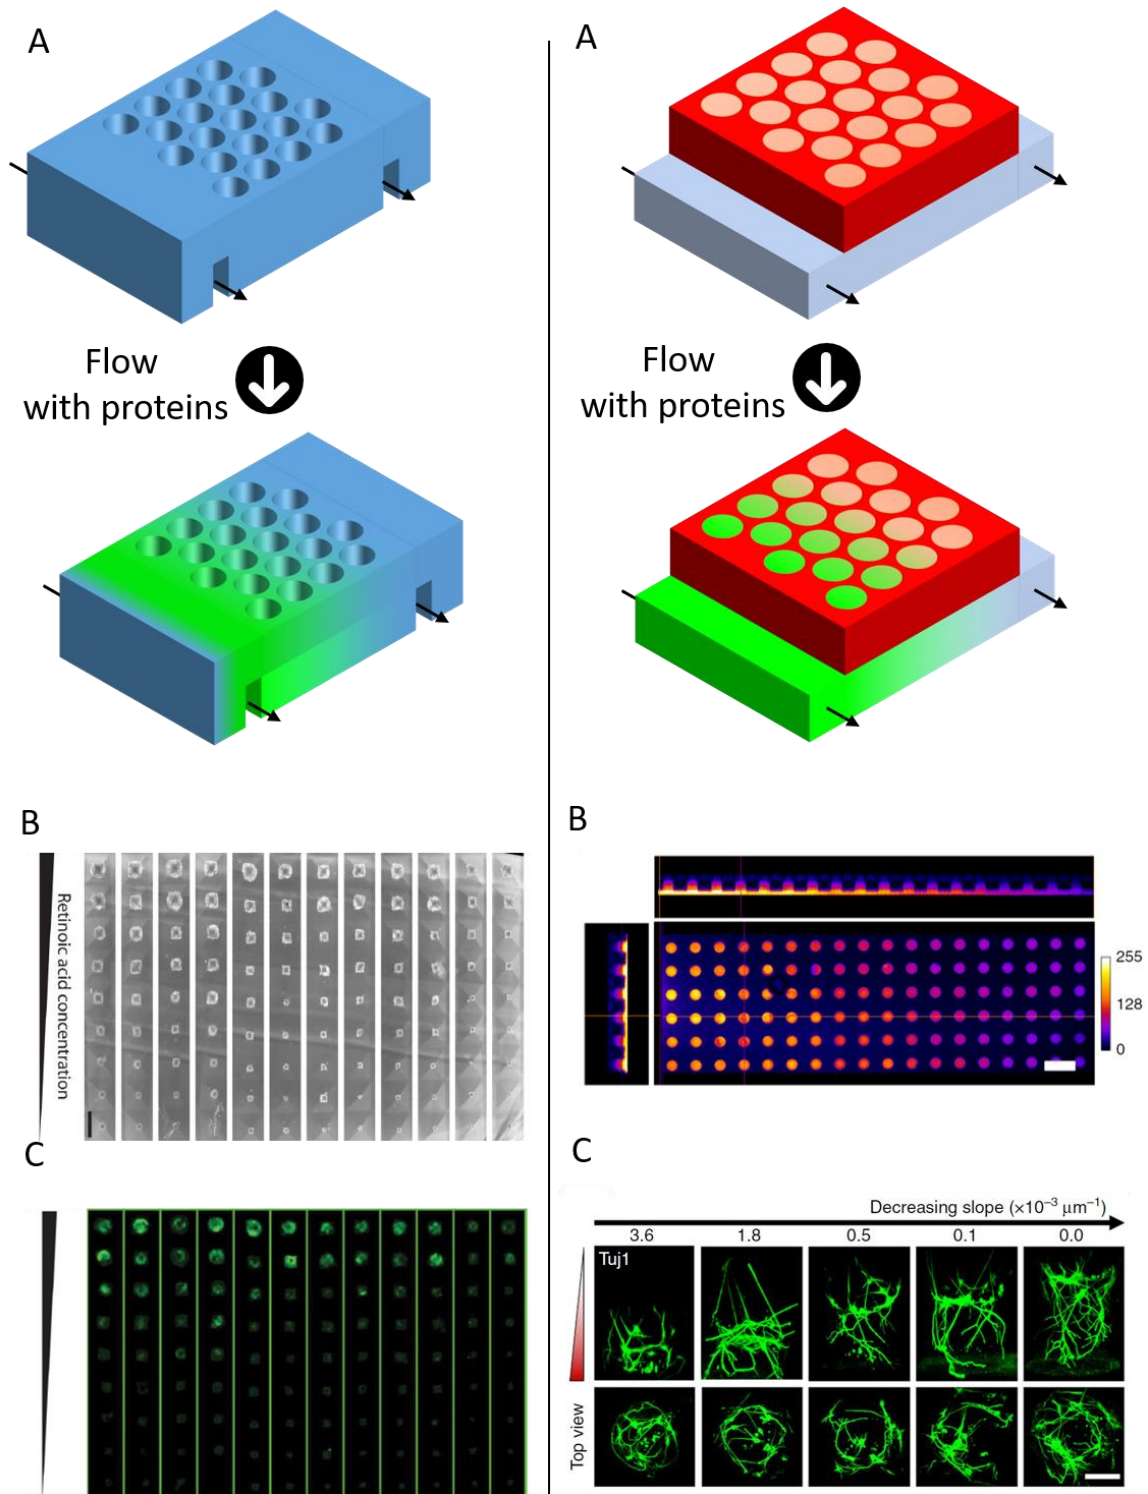 A
Flow
with proteins
B
Retinoic acid concentration
C
A
Flow
with proteins
B
255
128
0
C
Decreasing slope (×10⁻³ μm⁻¹)
3.6 1.8 0.5 0.1 0.0
Tuj1
Top view